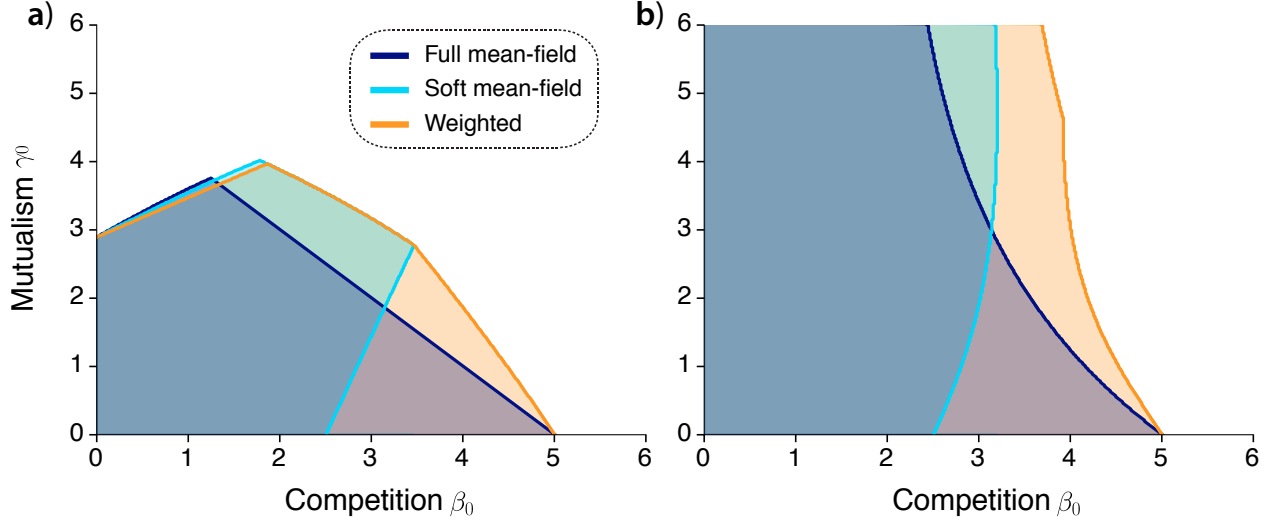 a)
6
5
4
3
2
1
0
Mutualism γ⁰
0 1 2 3 4 5 6
Competition β₀
Full mean-field
Soft mean-field
Weighted
b)
6
5
4
3
2
1
0
0 1 2 3 4 5 6
Competition β₀